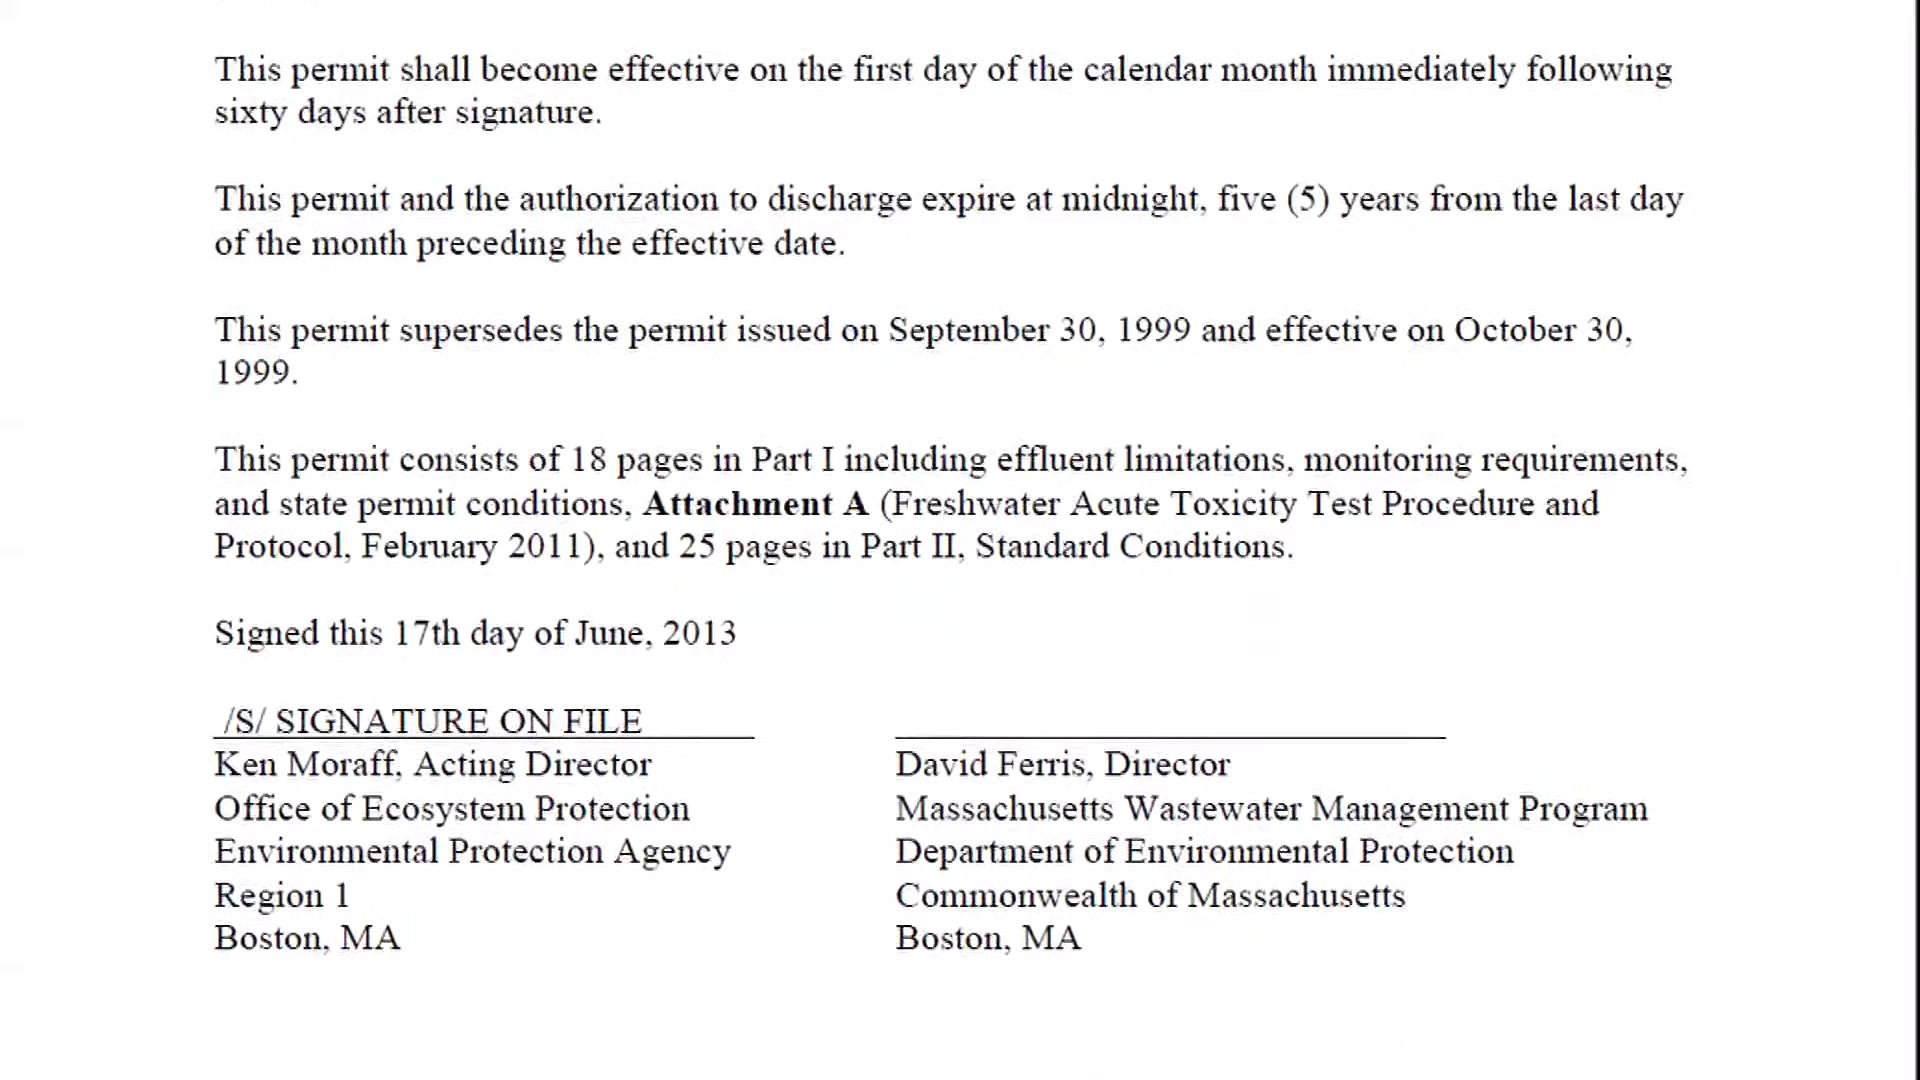 This permit shall become effective on the first day of the calendar month immediately following
sixty days after signature.
This permit and the authorization to discharge expire at midnight, five (5) years from the last day
of the month preceding the effective date.
This permit supersedes the permit issued on September 30, 1999 and effective on October 30,
1999.
This permit consists of 18 pages in Part I including effluent limitations, monitoring requirements,
and state permit conditions, Attachment A (Freshwater Acute Toxicity Test Procedure and
Protocol, February 2011), and 25 pages in Part II, Standard Conditions.
Signed this 17th day of June, 2013
/S/ SIGNATURE ON FILE
Ken Moraff, Acting Director
Office of Ecosystem Protection
Environmental Protection Agency
Region 1
Boston, MA
David Ferris, Director
Massachusetts Wastewater Management Program
Department of Environmental Protection
Commonwealth of Massachusetts
Boston, MA